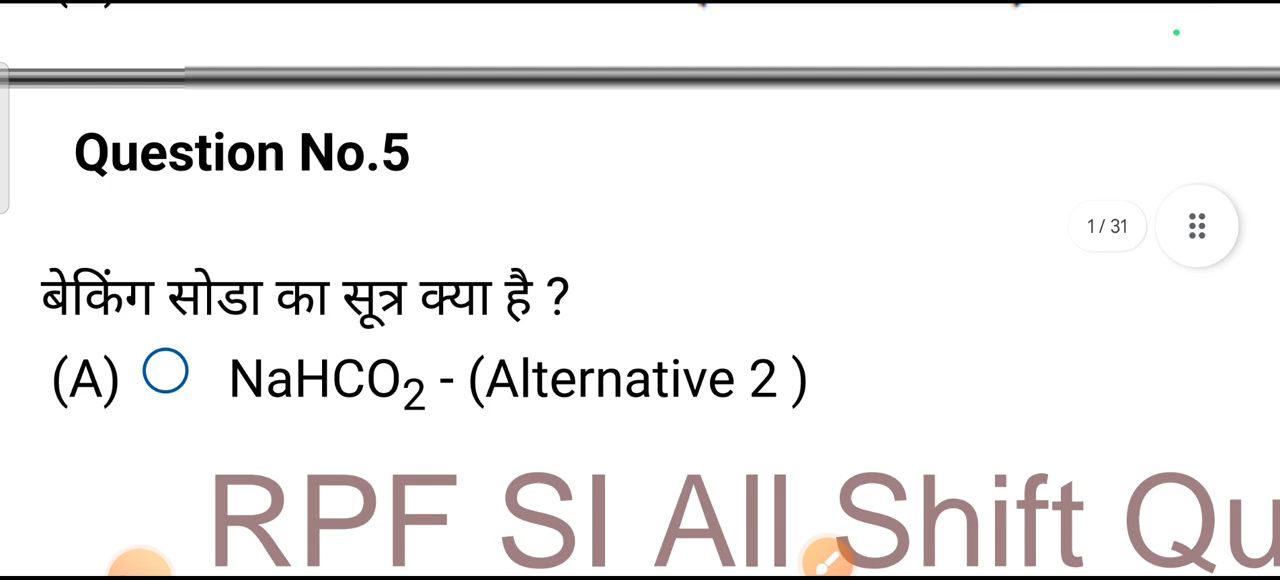 Question No.5
1 / 31
बेकिंग सोडा का सूत्र क्या है ?
(A) NaHCO₂ - (Alternative 2 )
RPF SI All Shift Qu